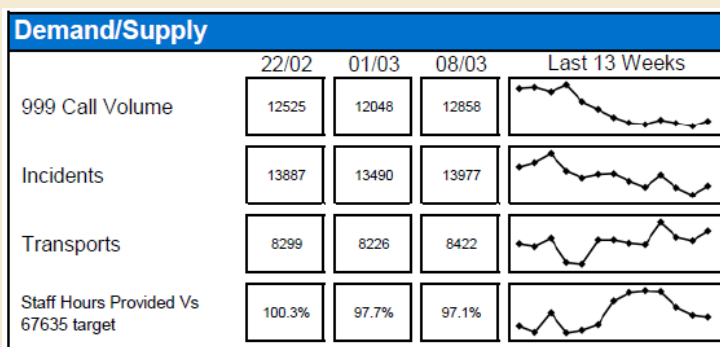 Demand/Supply
22/02 01/03 08/03 Last 13 Weeks
999 Call Volume 12525 12048 12858
Incidents 13887 13490 13977
Transports 8299 8226 8422
Staff Hours Provided Vs
67635 target 100.3% 97.7% 97.1%